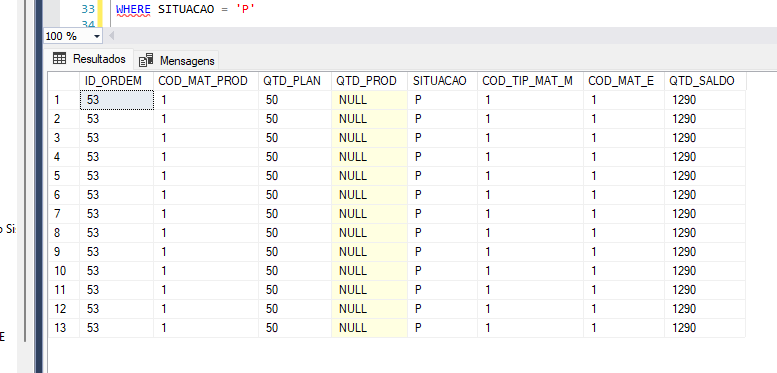 33 WHERE SITUACAO = 'P'
34
100 %
Resultados Mensagens
ID_ORDEM COD_MAT_PROD QTD_PLAN QTD_PROD SITUACAO COD_TIP_MAT_M COD_MAT_E QTD_SALDO
1 53 1 50 NULL P 1 1 1290
2 53 1 50 NULL P 1 1 1290
3 53 1 50 NULL P 1 1 1290
4 53 1 50 NULL P 1 1 1290
5 53 1 50 NULL P 1 1 1290
6 53 1 50 NULL P 1 1 1290
7 53 1 50 NULL P 1 1 1290
o Si
8 53 1 50 NULL P 1 1 1290
9 53 1 50 NULL P 1 1 1290
10 53 1 50 NULL P 1 1 1290
11 53 1 50 NULL P 1 1 1290
12 53 1 50 NULL P 1 1 1290
13 53 1 50 NULL P 1 1 1290
E